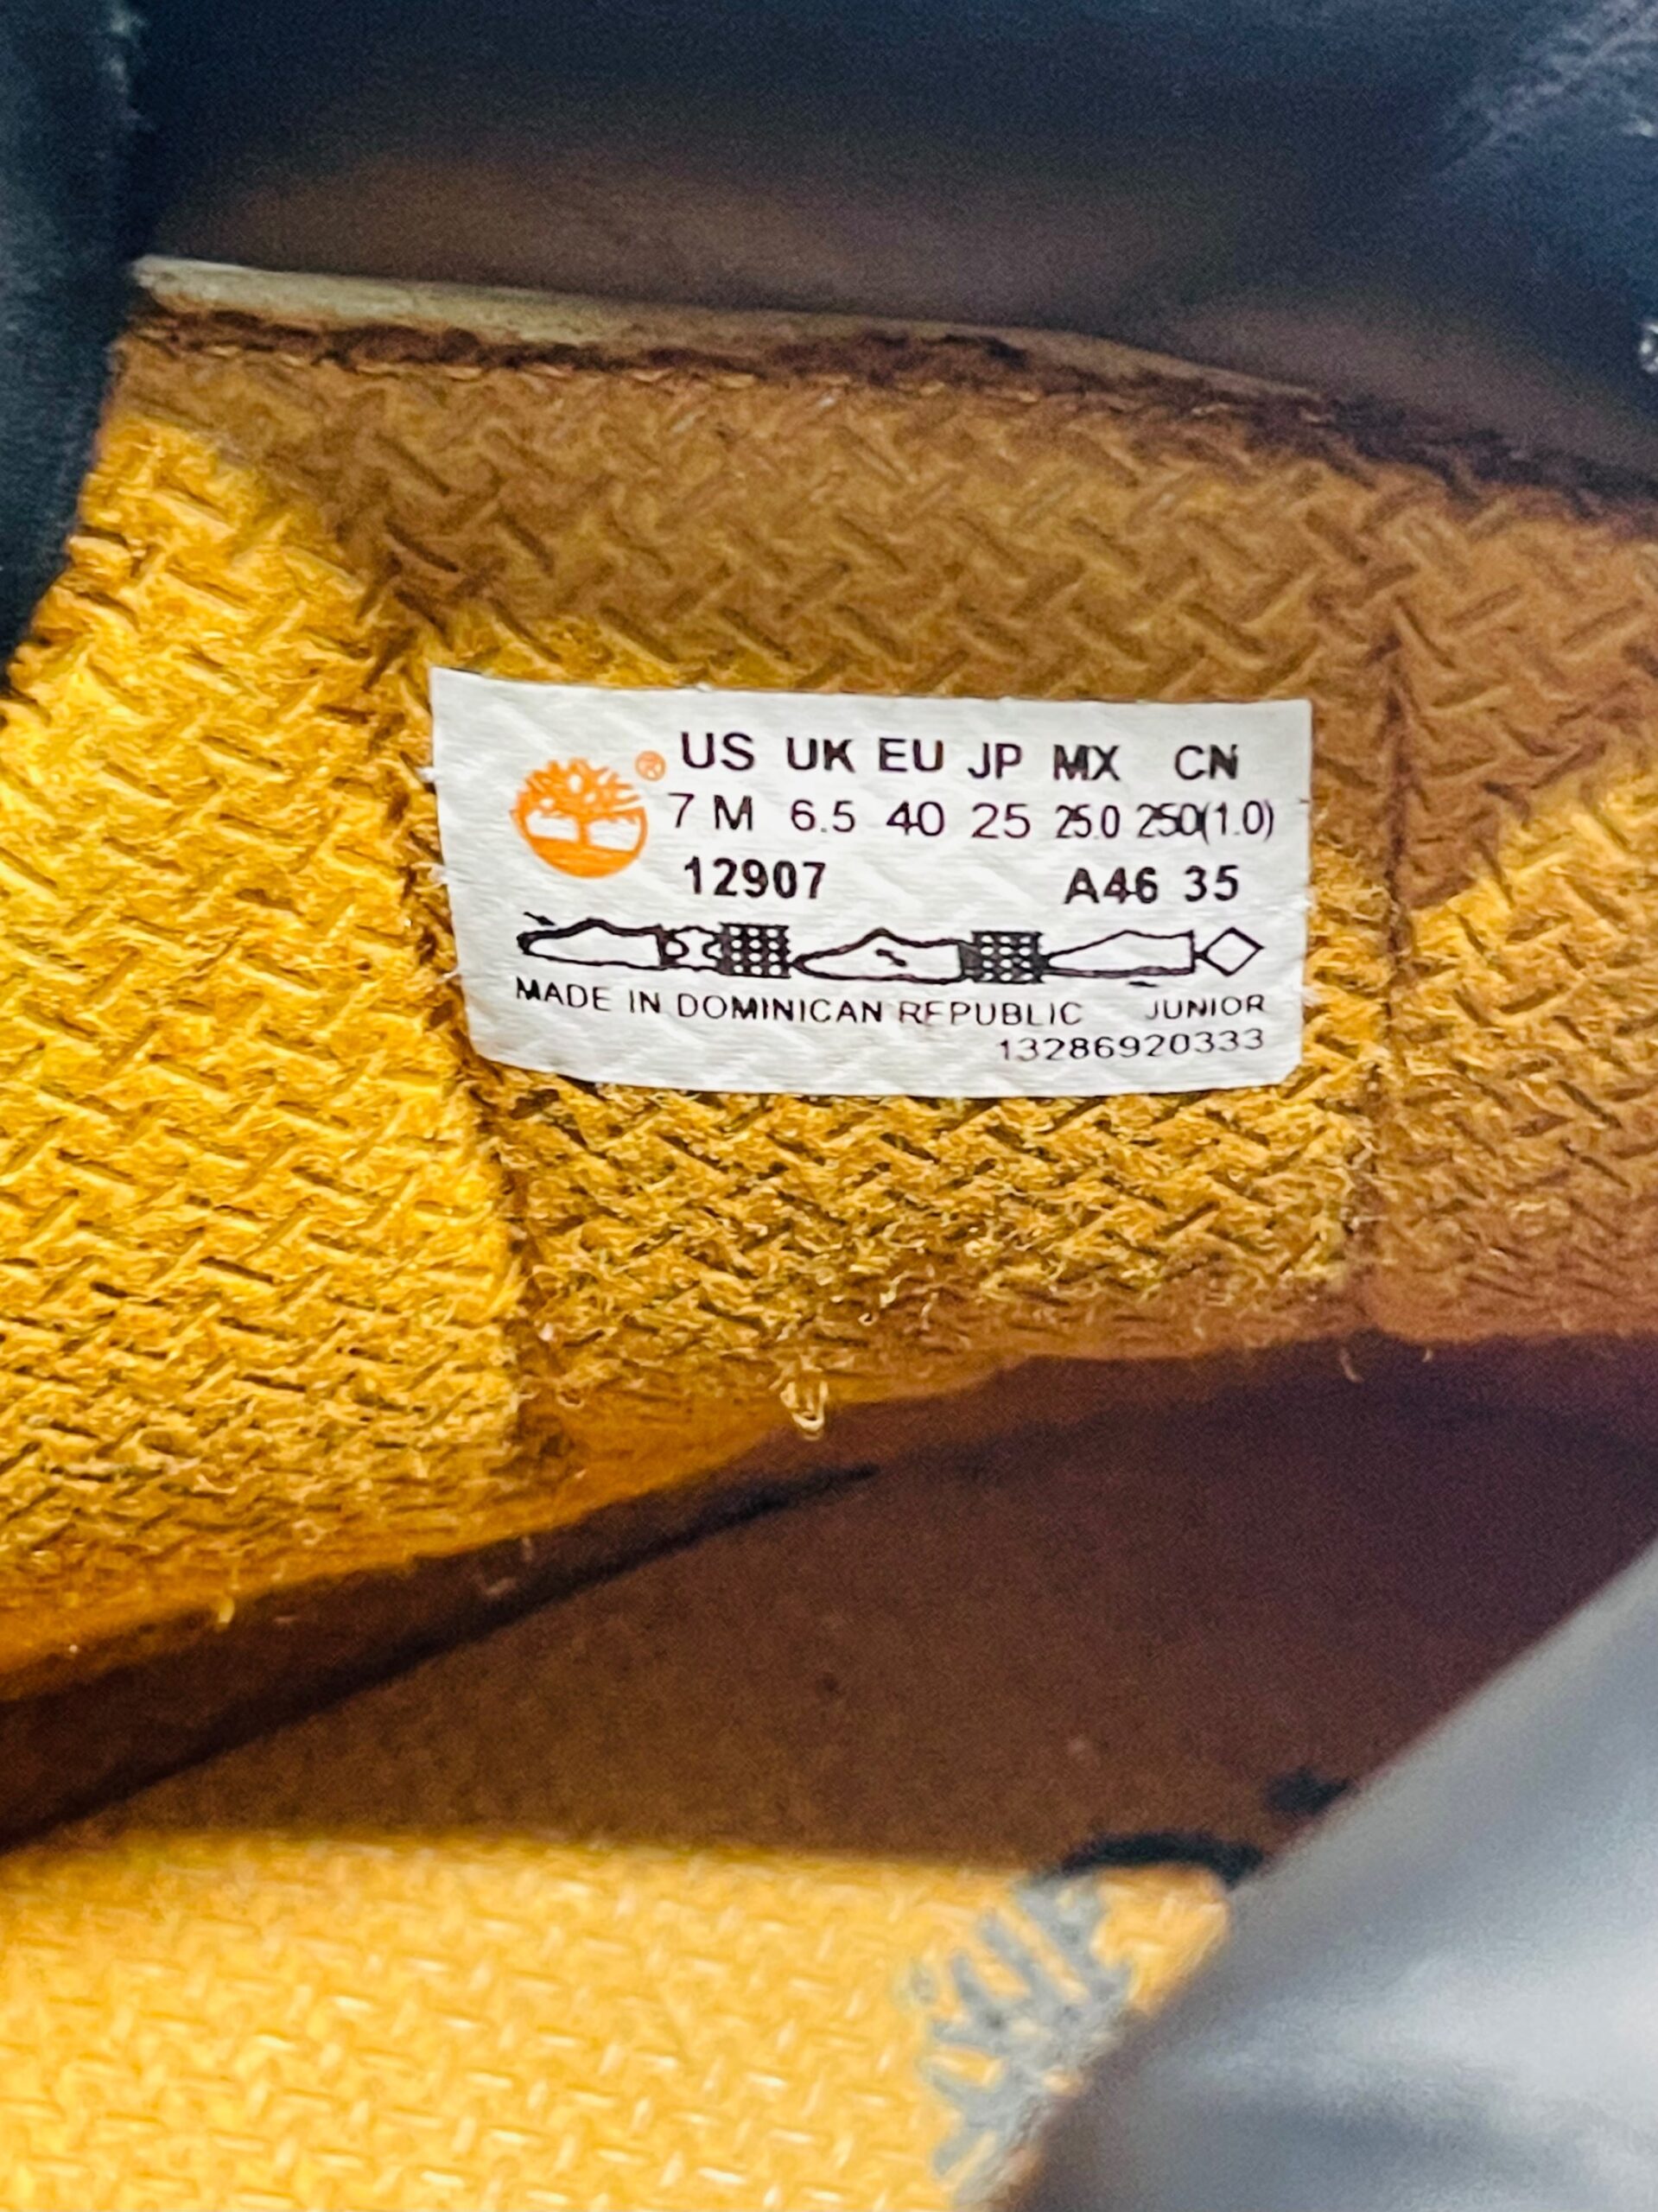 ® US UK EU JP MX CN
7 M 6.5 40 25 25.0 250(1.0)
12907 A46 35
MADE IN DOMINICAN REPUBLIC JUNIOR
13286920333